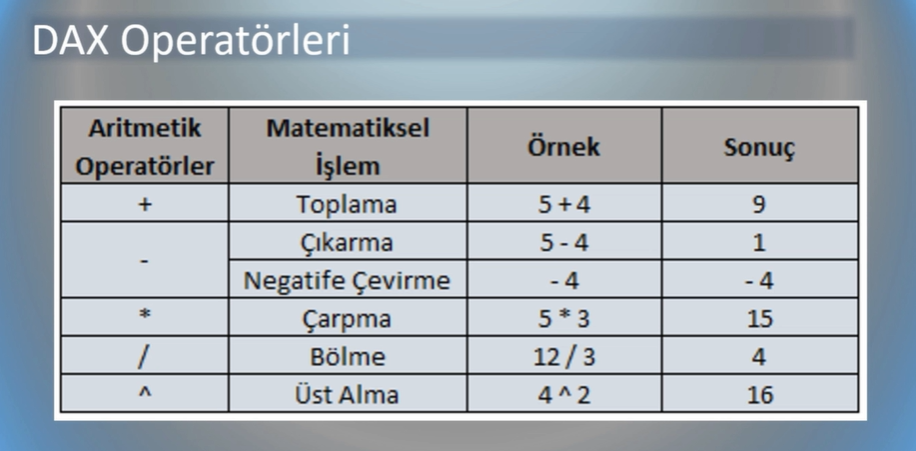 DAX Operatörleri
Aritmetik Operatörler Matematiksel İşlem Örnek Sonuç
+ Toplama 5 + 4 9
- Çıkarma 5 - 4 1
Negatife Çevirme - 4 - 4
* Çarpma 5 * 3 15
/ Bölme 12 / 3 4
^ Üst Alma 4 ^ 2 16